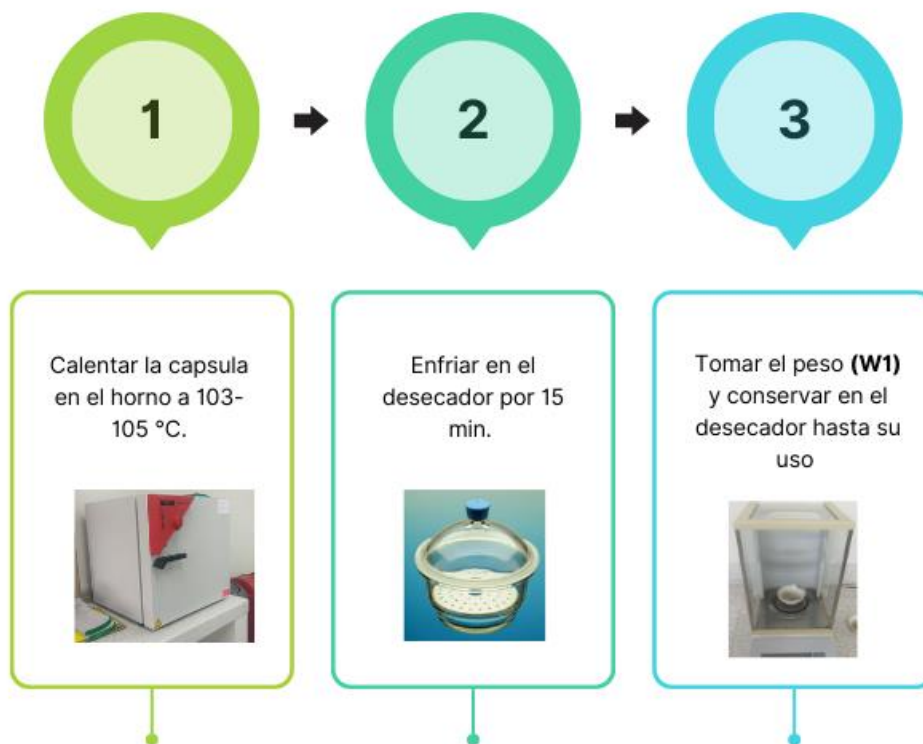 1
2
3
Calentar la capsula
en el horno a 103-
105 °C.
Enfriar en el
desecador por 15
min.
Tomar el peso (W1)
y conservar en el
desecador hasta su
uso